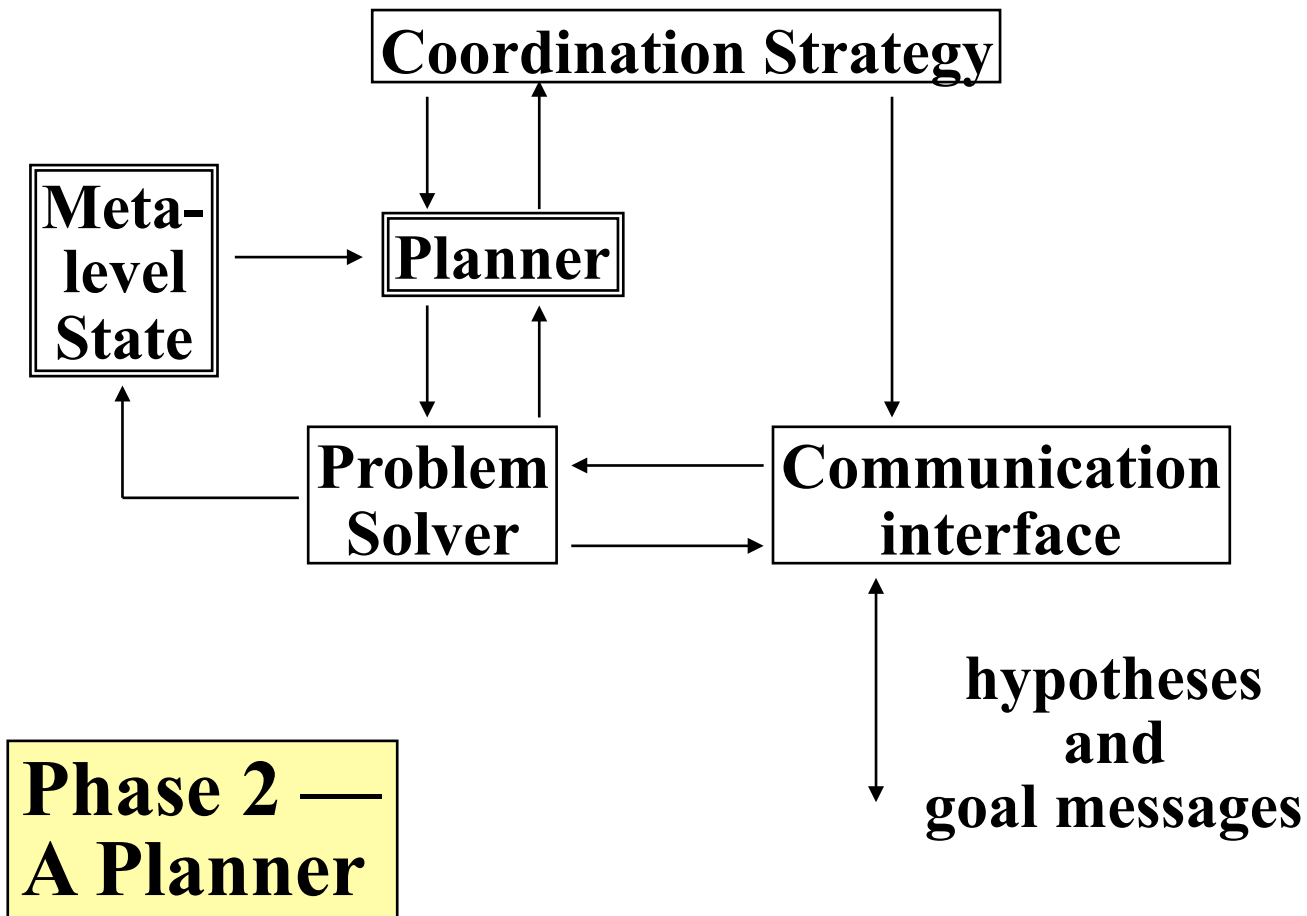 Coordination Strategy
Meta-
level
State
Planner
Problem
Solver
Communication
interface
hypotheses
and
goal messages
Phase 2 —
A Planner